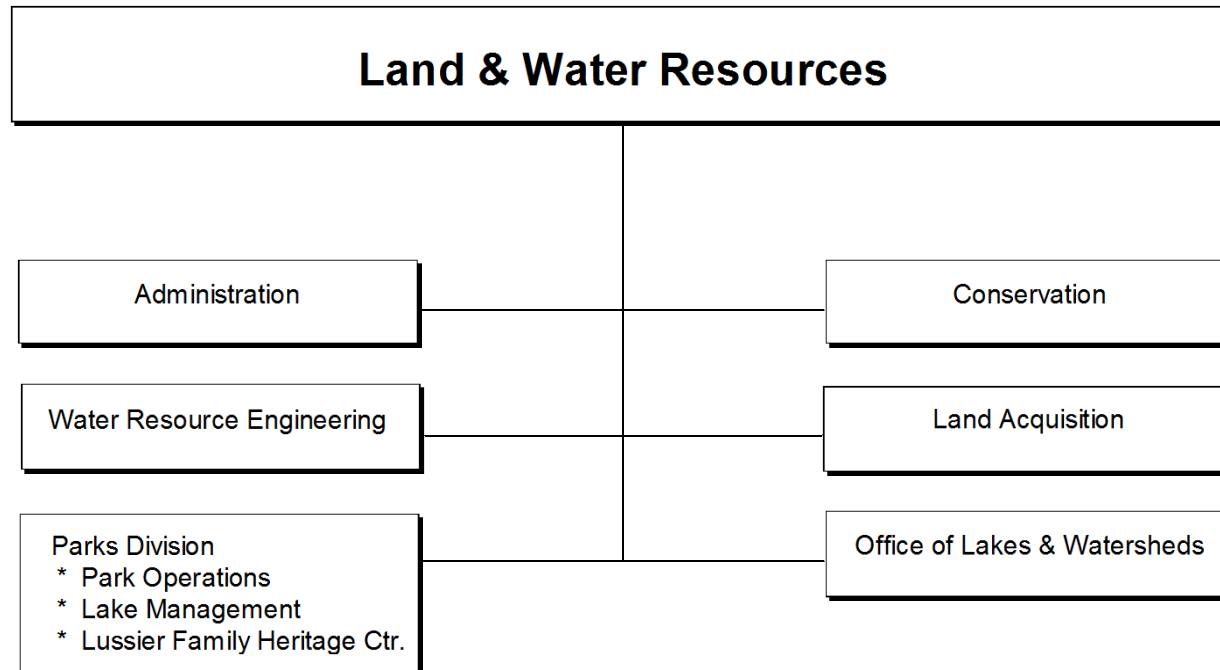 Land & Water Resources
Administration
Conservation
Water Resource Engineering
Land Acquisition
Parks Division
* Park Operations
* Lake Management
* Lussier Family Heritage Ctr.
Office of Lakes & Watersheds